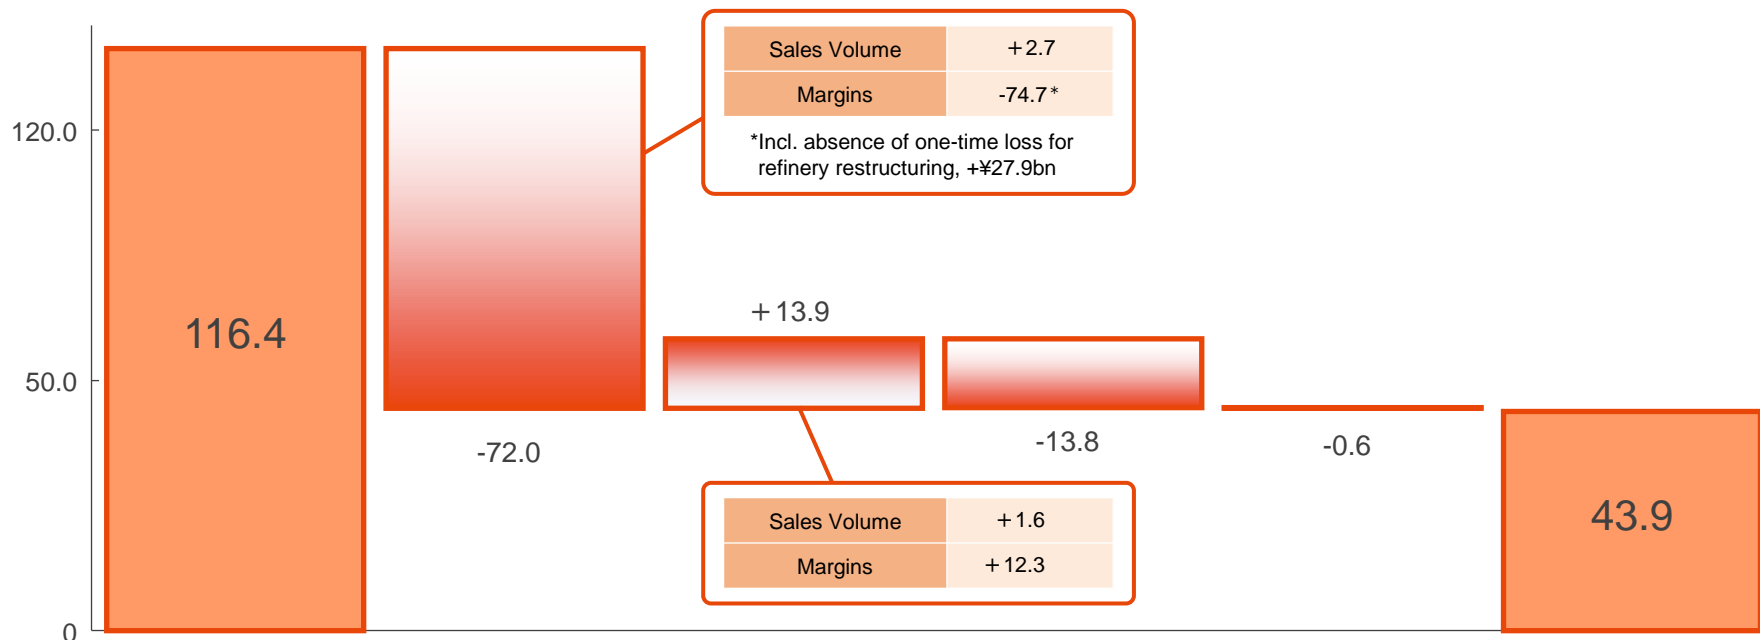 Sales Volume +2.7
Margins -74.7*
*Incl. absence of one-time loss for
refinery restructuring, +¥27.9bn
120.0
50.0
0
116.4
-72.0
+13.9
-13.8
-0.6
43.9
Sales Volume +1.6
Margins +12.3